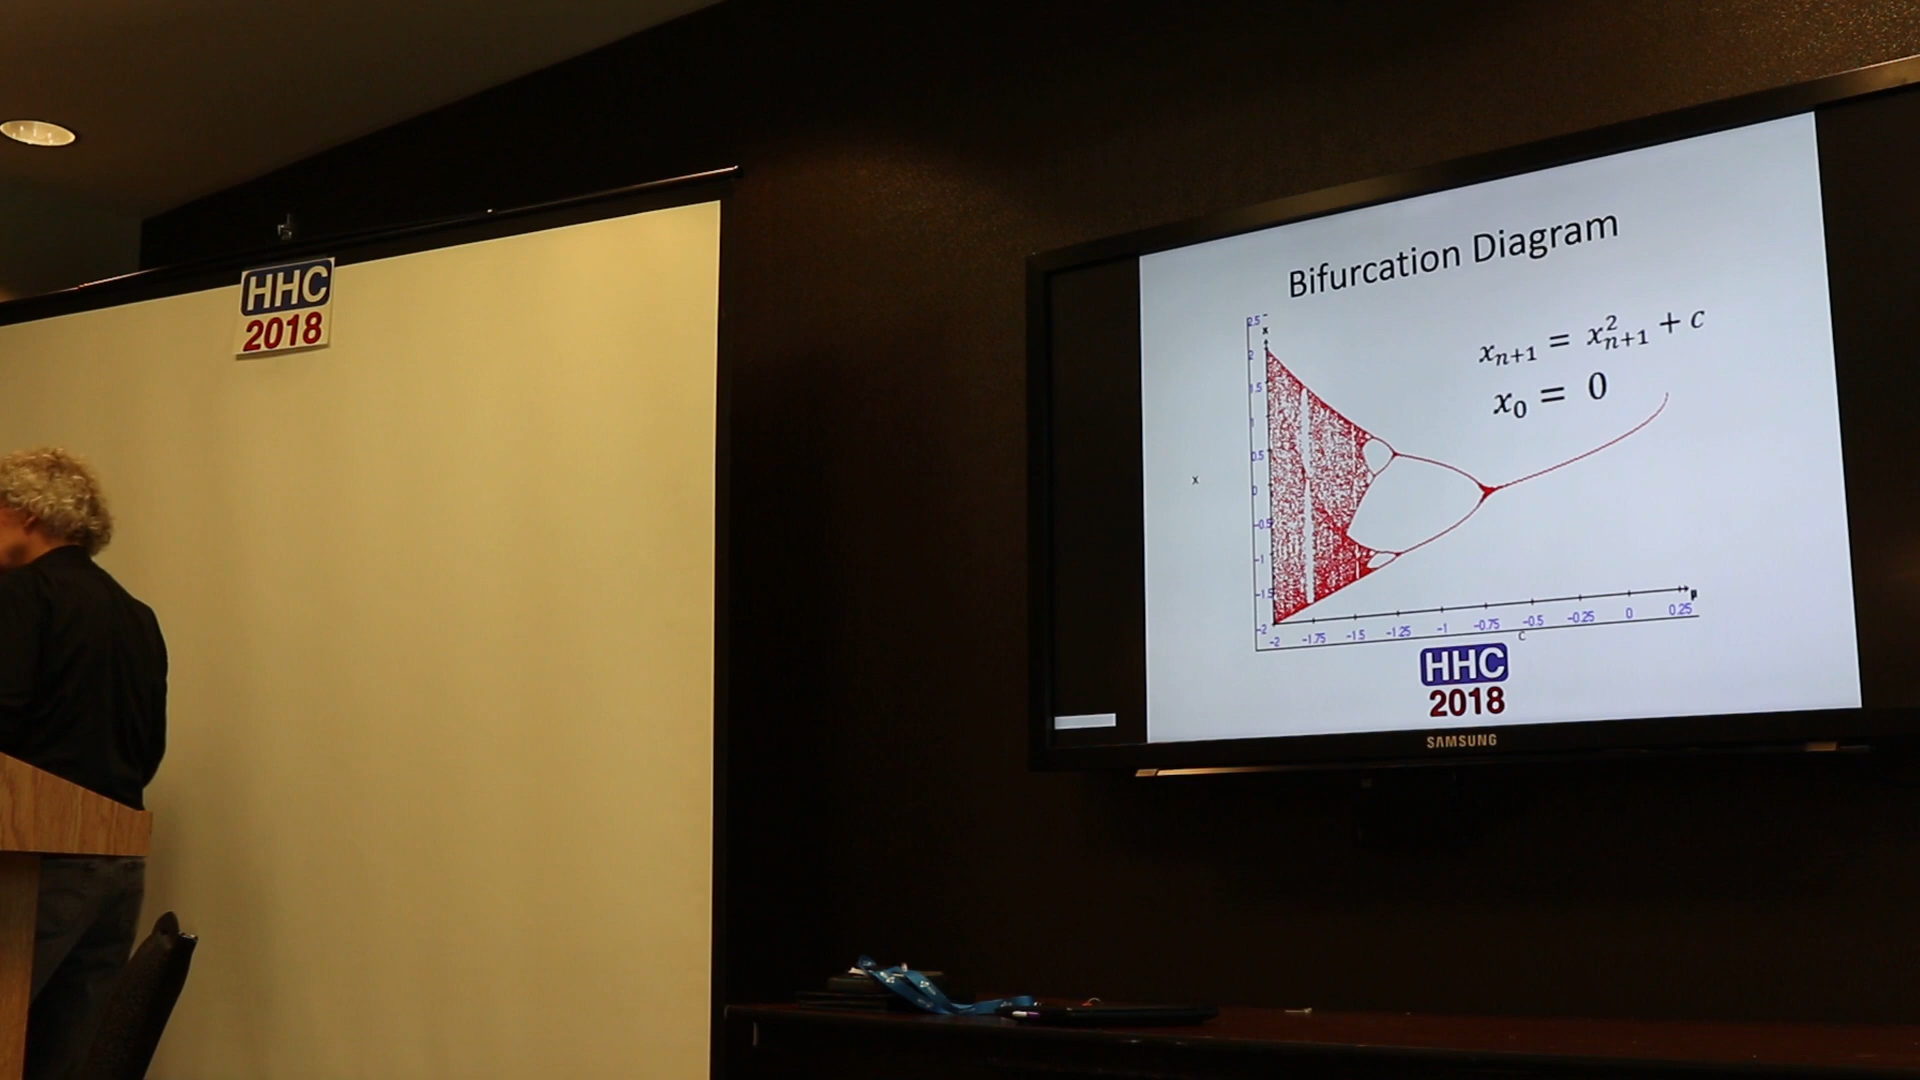 HHC
2018
Bifurcation Diagram
x_{n+1} = x_{n+1}^2 + c
x_0 = 0
2.5
x
2
1.5
1
0.5
x
0
-0.5
-1
-1.5
-2
-2 -1.75 -1.5 -1.25 -1 -0.75 -0.5 -0.25 0 0.25
c
HHC
2018
SAMSUNG